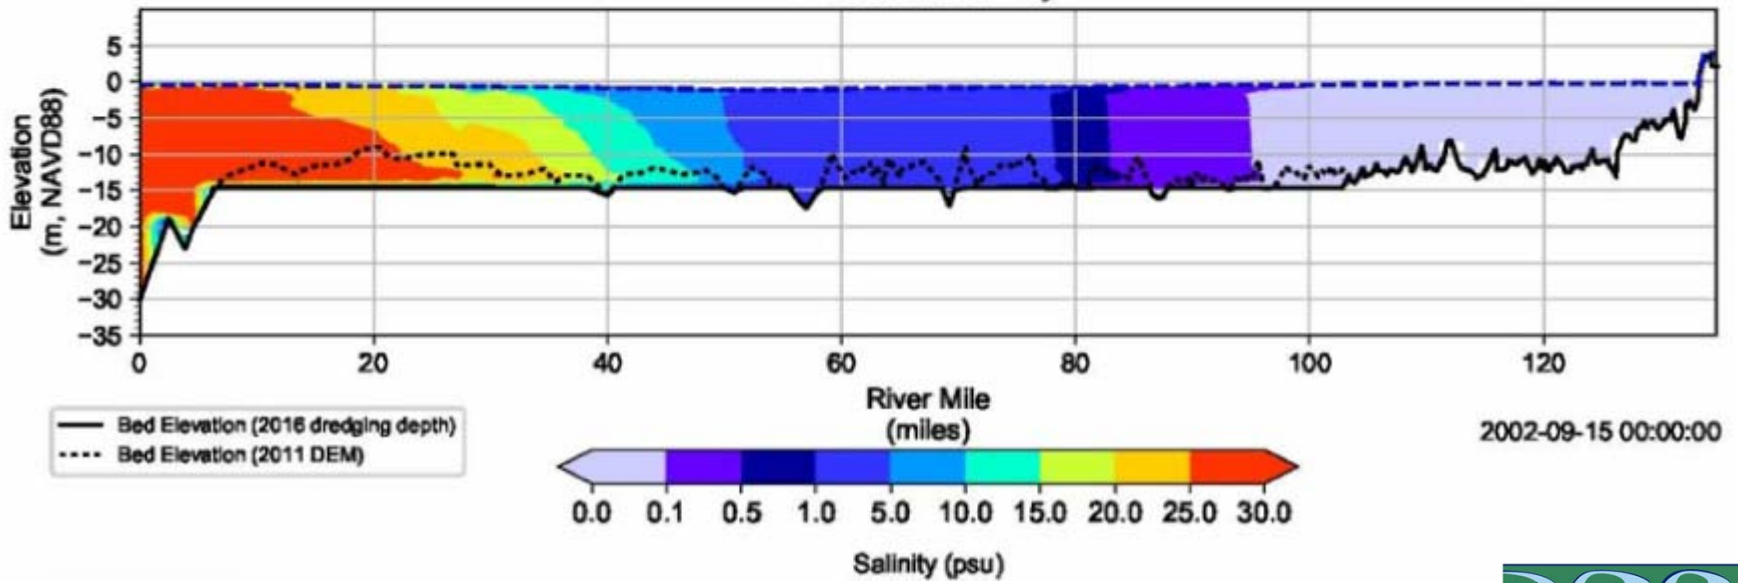 5
0
−5
−10
−15
−20
−25
−30
−35
Elevation
(m, NAVD88)
0 20 40 60 80 100 120
River Mile
(miles)
Bed Elevation (2016 dredging depth)
Bed Elevation (2011 DEM)
2002-09-15 00:00:00
0.0 0.1 0.5 1.0 5.0 10.0 15.0 20.0 25.0 30.0
Salinity (psu)